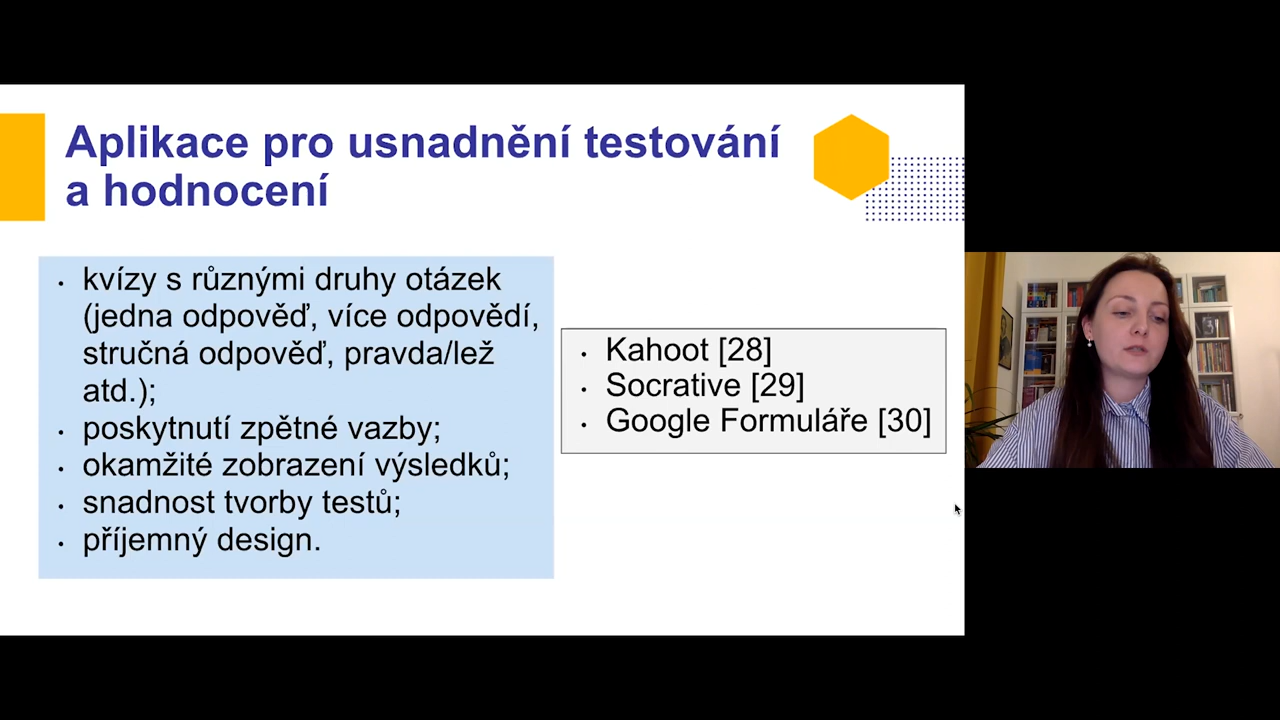 Aplikace pro usnadnění testování
a hodnocení
• kvízy s různými druhy otázek
(jedna odpověď, více odpovědí,
stručná odpověď, pravda/lež
atd.);
• poskytnutí zpětné vazby;
• okamžité zobrazení výsledků;
• snadnost tvorby testů;
• příjemný design.
• Kahoot [28]
• Socrative [29]
• Google Formuláře [30]